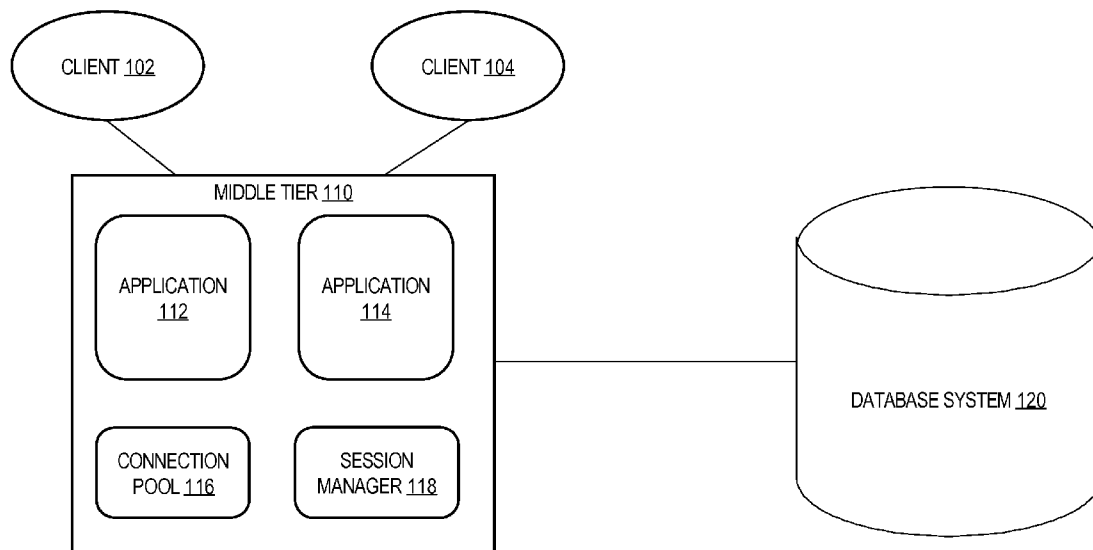 CLIENT 102
CLIENT 104
MIDDLE TIER 110
APPLICATION
112
APPLICATION
114
CONNECTION
POOL 116
SESSION
MANAGER 118
DATABASE SYSTEM 120